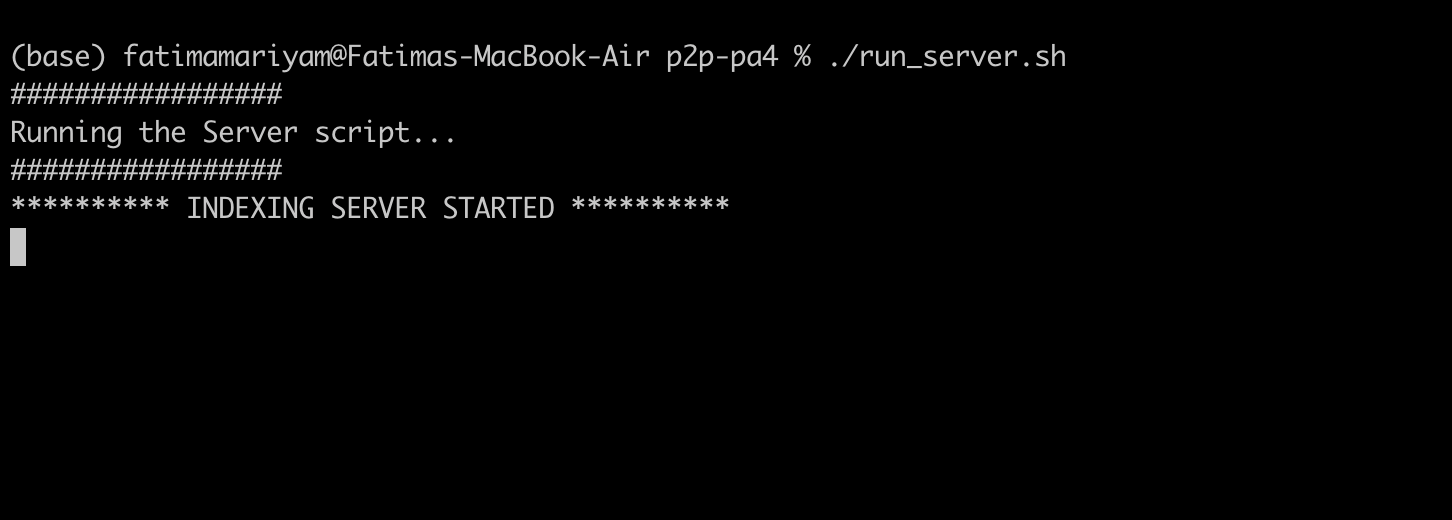 (base) fatimamariyam@Fatimas-MacBook-Air p2p-pa4 % ./run_server.sh
#################
Running the Server script...
#################
********** INDEXING SERVER STARTED **********